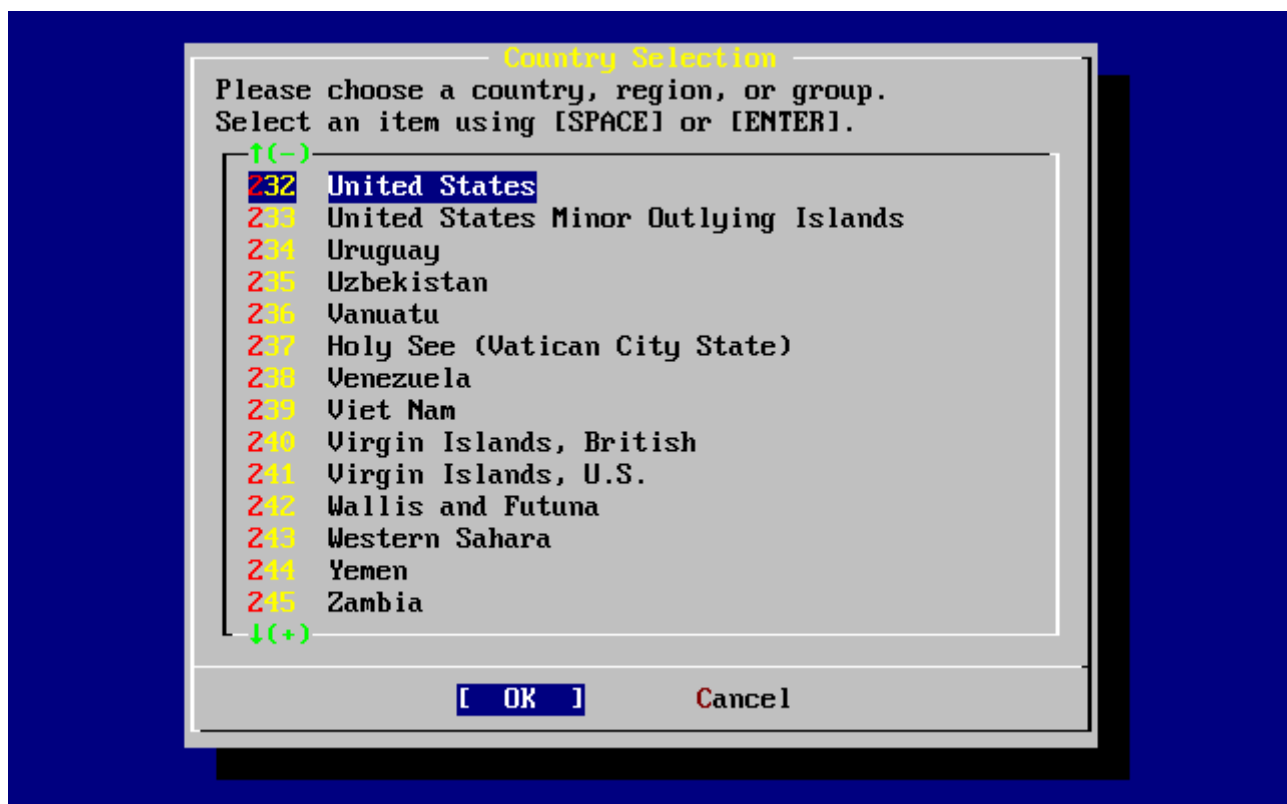 Country Selection
Please choose a country, region, or group.
Select an item using [SPACE] or [ENTER].
↑(-)
232 United States
233 United States Minor Outlying Islands
234 Uruguay
235 Uzbekistan
236 Vanuatu
237 Holy See (Vatican City State)
238 Venezuela
239 Viet Nam
240 Virgin Islands, British
241 Virgin Islands, U.S.
242 Wallis and Futuna
243 Western Sahara
244 Yemen
245 Zambia
↓(+)
[ OK ] Cancel